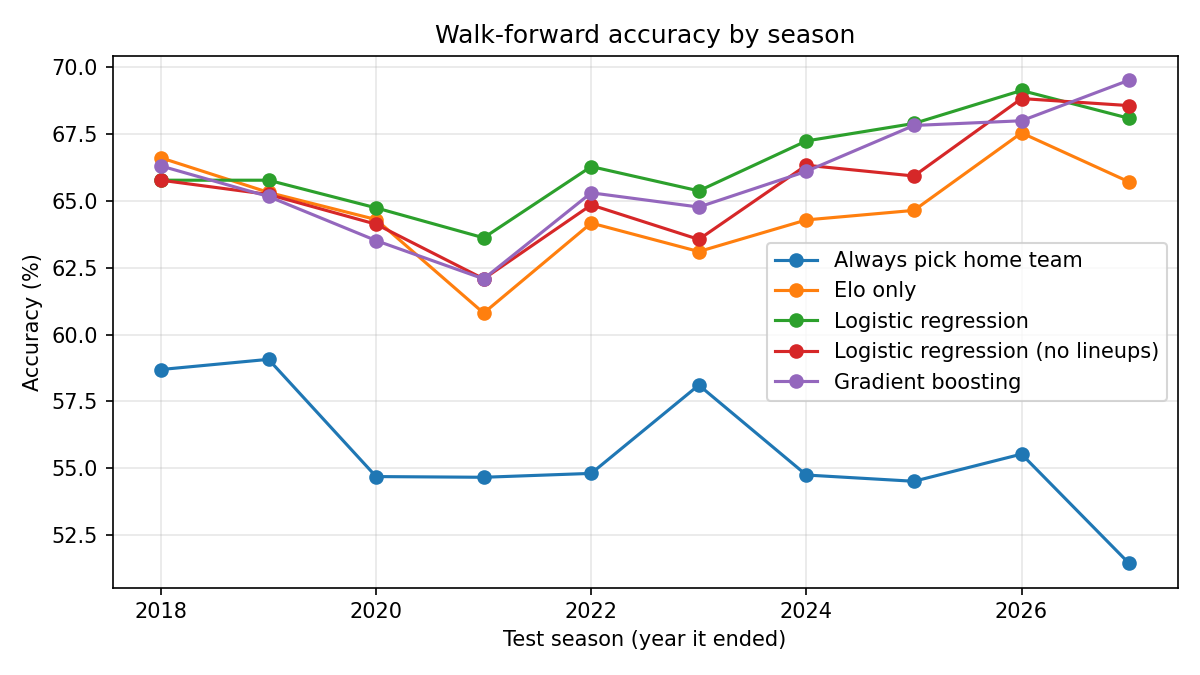 Walk-forward accuracy by season
Accuracy (%)
70.0
67.5
65.0
62.5
60.0
57.5
55.0
52.5
Always pick home team
Elo only
Logistic regression
Logistic regression (no lineups)
Gradient boosting
2018 2020 2022 2024 2026
Test season (year it ended)